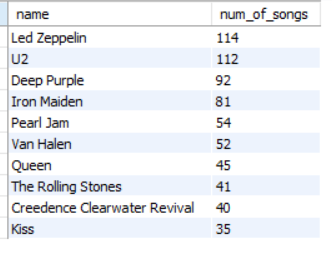 name num_of_songs
Led Zeppelin 114
U2 112
Deep Purple 92
Iron Maiden 81
Pearl Jam 54
Van Halen 52
Queen 45
The Rolling Stones 41
Creedence Clearwater Revival 40
Kiss 35